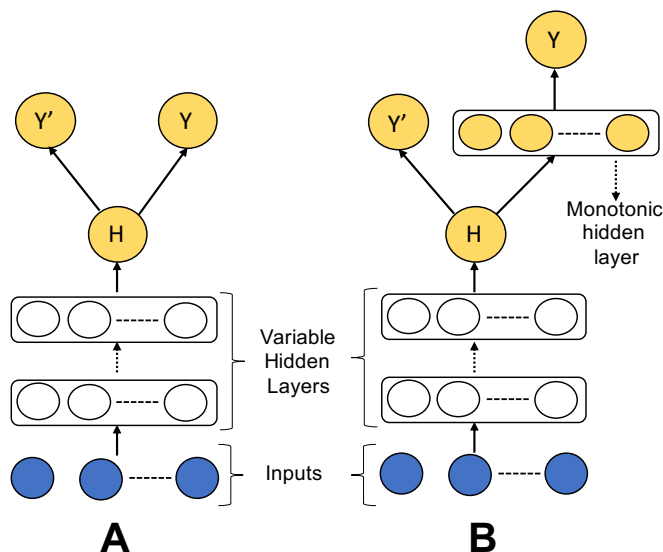 Y
Y'
Y
Y'
H
H
Monotonic
hidden
layer
Variable
Hidden
Layers
Inputs
A
B